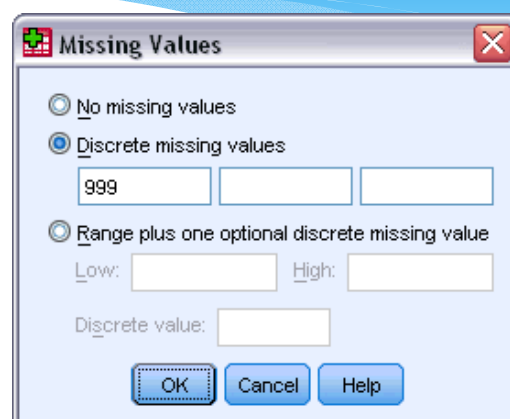 Missing Values
No missing values
Discrete missing values
999
Range plus one optional discrete missing value
Low: High:
Discrete value:
OK Cancel Help